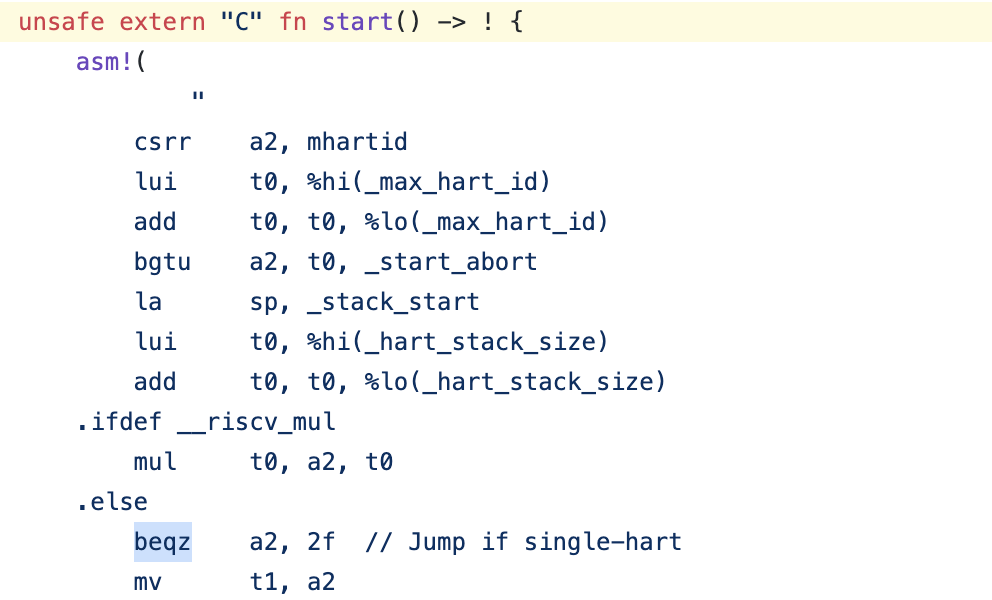 unsafe extern "C" fn start() -> ! {
asm!(
"
csrr a2, mhartid
lui t0, %hi(_max_hart_id)
add t0, t0, %lo(_max_hart_id)
bgtu a2, t0, _start_abort
la sp, _stack_start
lui t0, %hi(_hart_stack_size)
add t0, t0, %lo(_hart_stack_size)
.ifdef __riscv_mul
mul t0, a2, t0
.else
beqz a2, 2f // Jump if single-hart
mv t1, a2